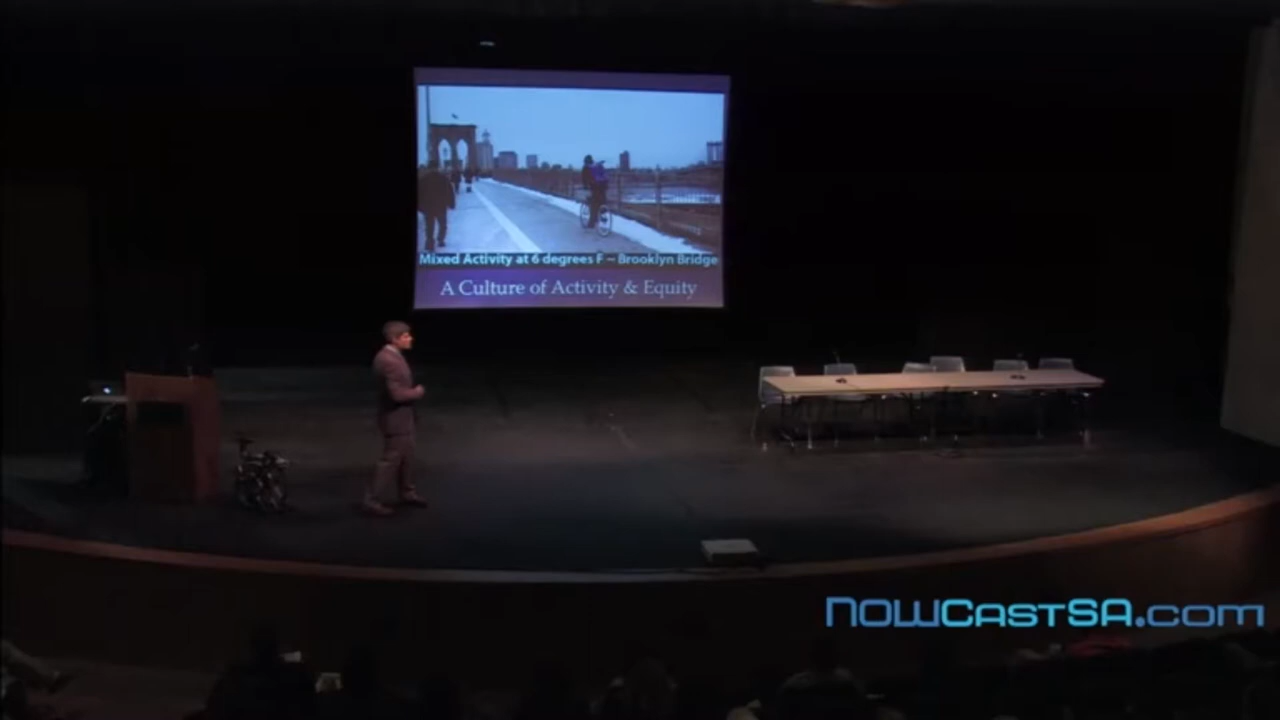 Mixed Activity at 6 degrees F – Brooklyn Bridge
A Culture of Activity & Equity
NOWCastSA.com